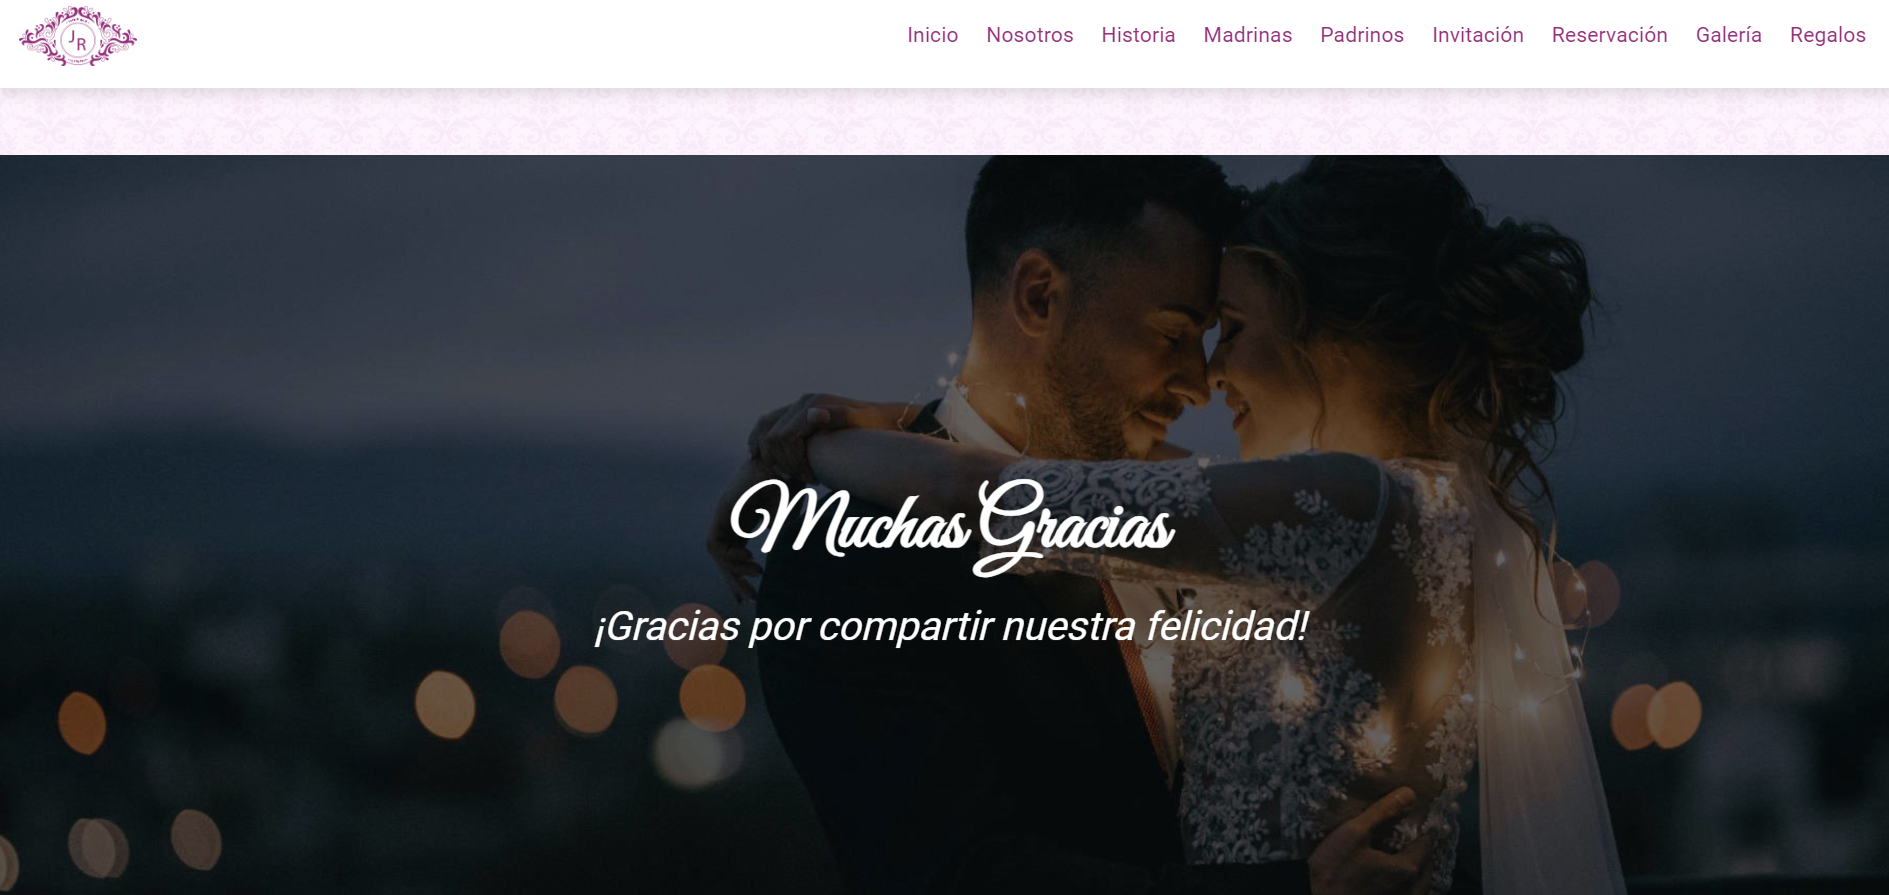 J R
Inicio Nosotros Historia Madrinas Padrinos Invitación Reservación Galería Regalos
Muchas Gracias
¡Gracias por compartir nuestra felicidad!